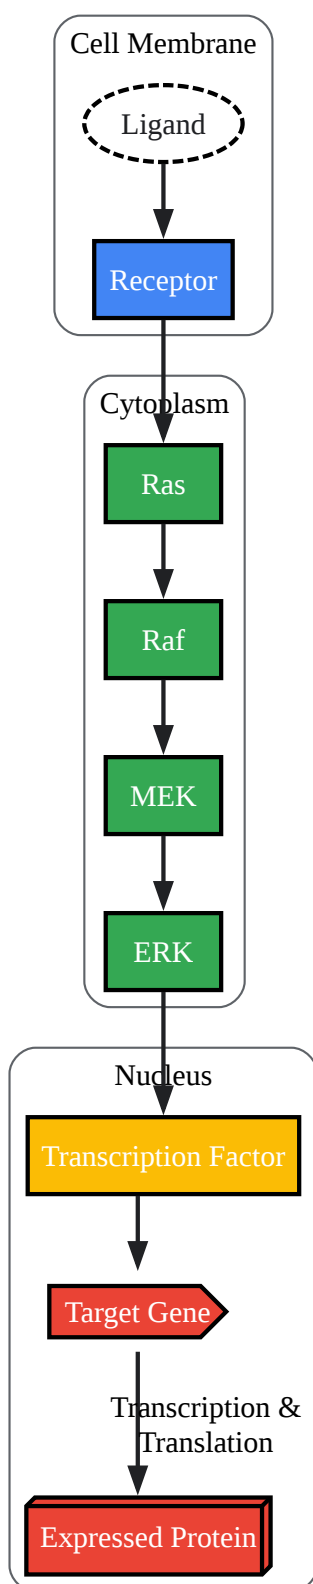 Cell Membrane
Ligand
Receptor
Cytoplasm
Ras
Raf
MEK
ERK
Nucleus
Transcription Factor
Target Gene
Transcription &
Translation
Expressed Protein